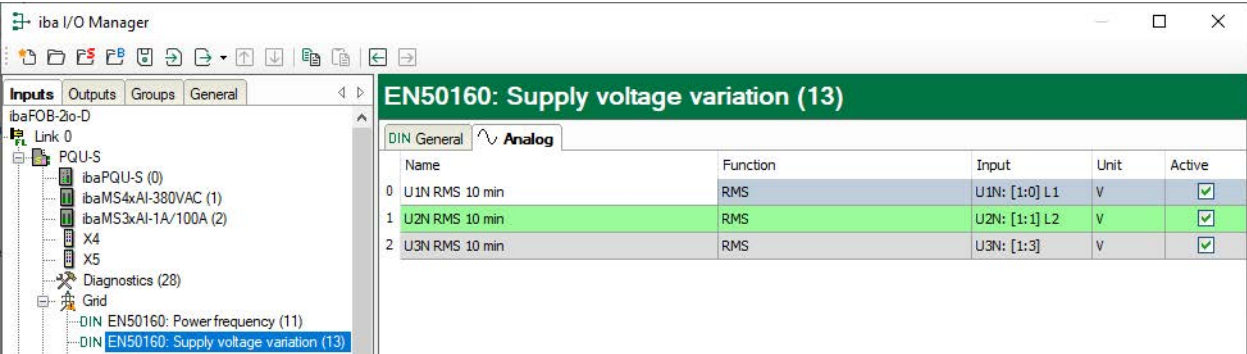 iba I/O Manager
Inputs Outputs Groups General
ibaFOB-2io-D
Link 0
PQU-S
ibaPQU-S (0)
ibaMS4xAI-380VAC (1)
ibaMS3xAI-1A/100A (2)
X4
X5
Diagnostics (28)
Grid
DIN EN50160: Power frequency (11)
DIN EN50160: Supply voltage variation (13)
EN50160: Supply voltage variation (13)
DIN General Analog
Name Function Input Unit Active
0 U1N RMS 10 min RMS U1N: [1:0] L1 V
1 U2N RMS 10 min RMS U2N: [1:1] L2 V
2 U3N RMS 10 min RMS U3N: [1:3] V